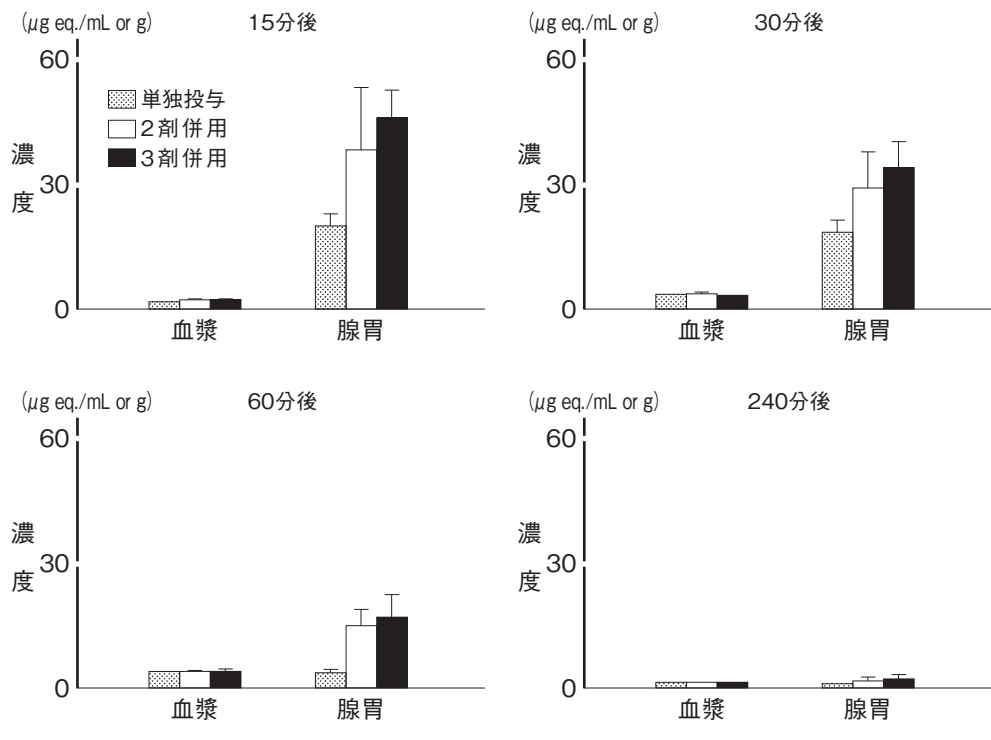 (μg eq./mL or g) 15分後
60
濃
度
30
0
単独投与
2剤併用
3剤併用
血漿 腺胃
(μg eq./mL or g) 30分後
60
濃
度
30
0
血漿 腺胃
(μg eq./mL or g) 60分後
60
濃
度
30
0
血漿 腺胃
(μg eq./mL or g) 240分後
60
濃
度
30
0
血漿 腺胃